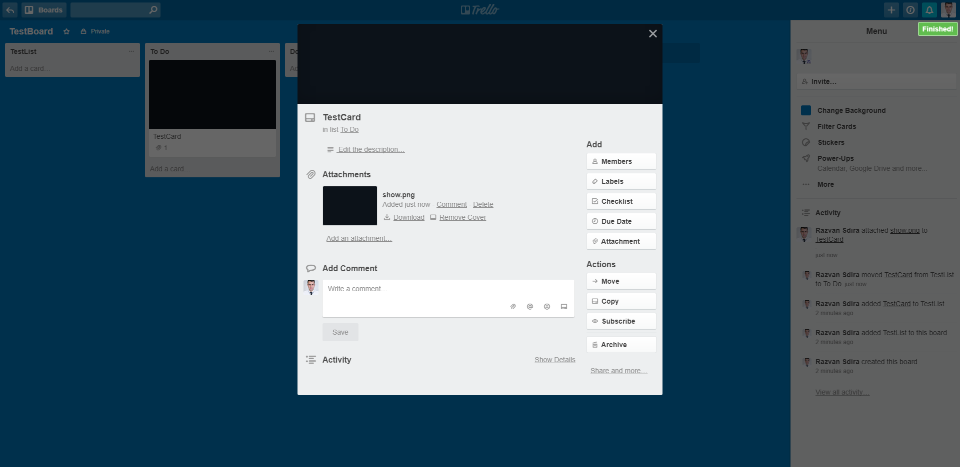 Boards
Trello
TestBoard
Private
Finished!
TestList
Add a card...
To Do
TestCard
1
Add a card
TestCard
in list To Do
Edit the description...
Attachments
show.png
Added just now Comment Delete
Download Remove Cover
Add an attachment...
Add Comment
Write a comment
Save
Activity
Show Details
Add
Members
Labels
Checklist
Due Date
Attachment
Actions
Move
Copy
Subscribe
Archive
Share and more...
Menu
Invite...
Change Background
Filter Cards
Stickers
Power-Ups
Calendar, Google Drive and more...
More
Activity
Razvan Sdira attached show.png to
TestCard
just now
Razvan Sdira moved TestCard from TestList
to To Do just now
Razvan Sdira added TestCard to TestList
2 minutes ago
Razvan Sdira added TestList to this board
2 minutes ago
Razvan Sdira created this board
2 minutes ago
View all activity...